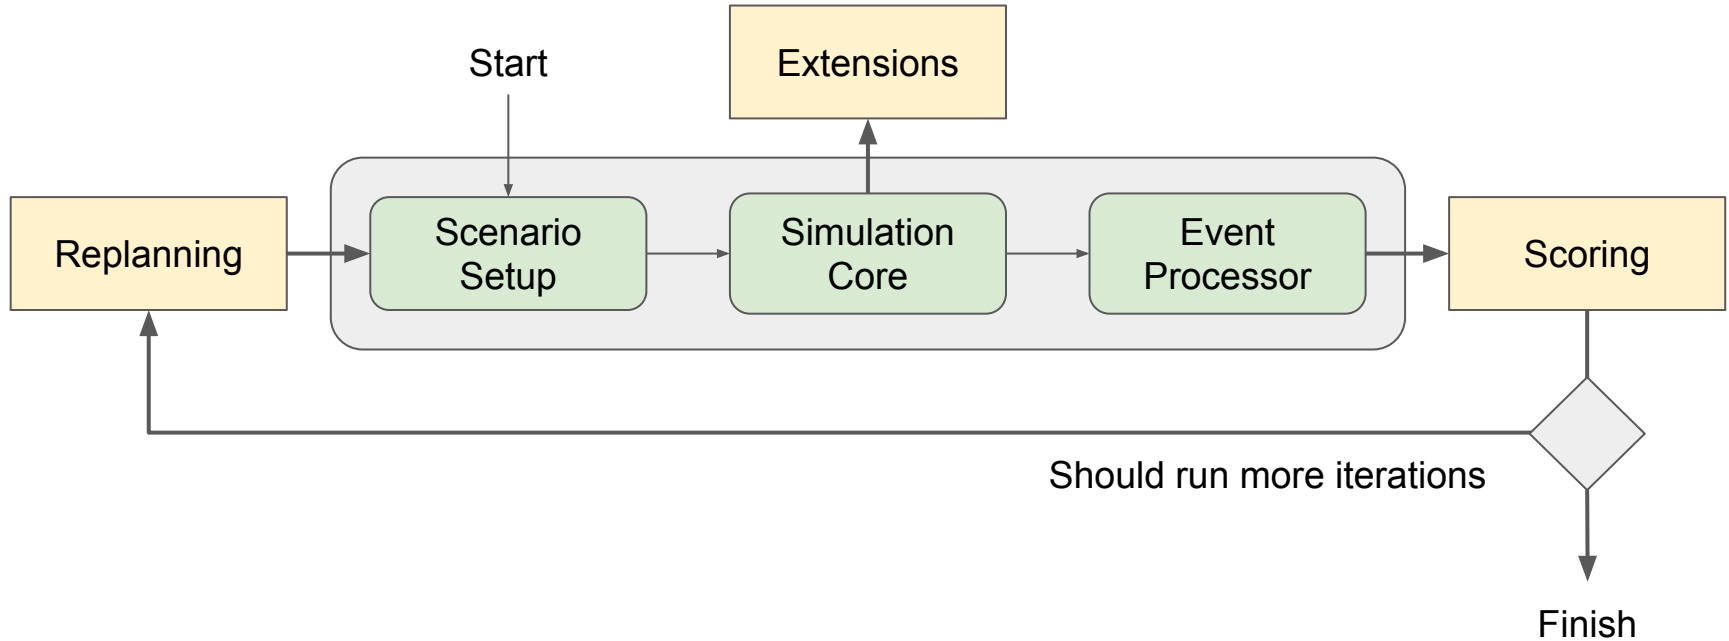 Extensions
Start
Replanning
Scenario
Setup
Simulation
Core
Event
Processor
Scoring
Should run more iterations
Finish